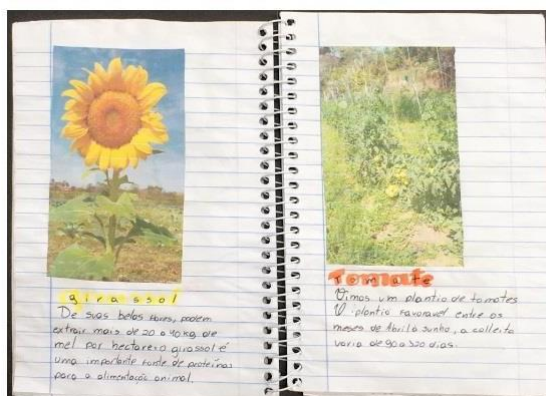 girassol
De suas belas flores, podem
extrair mais de 20 a 40 kg de
mel por hectare.o girassol é
uma importante fonte de proteínas
para a alimentação animal.
Tomate
Vimos um plantio de tomates
O plantio favoravel entre os
meses de Abril a Junho, a colheita
varia de 90 a 120 dias.